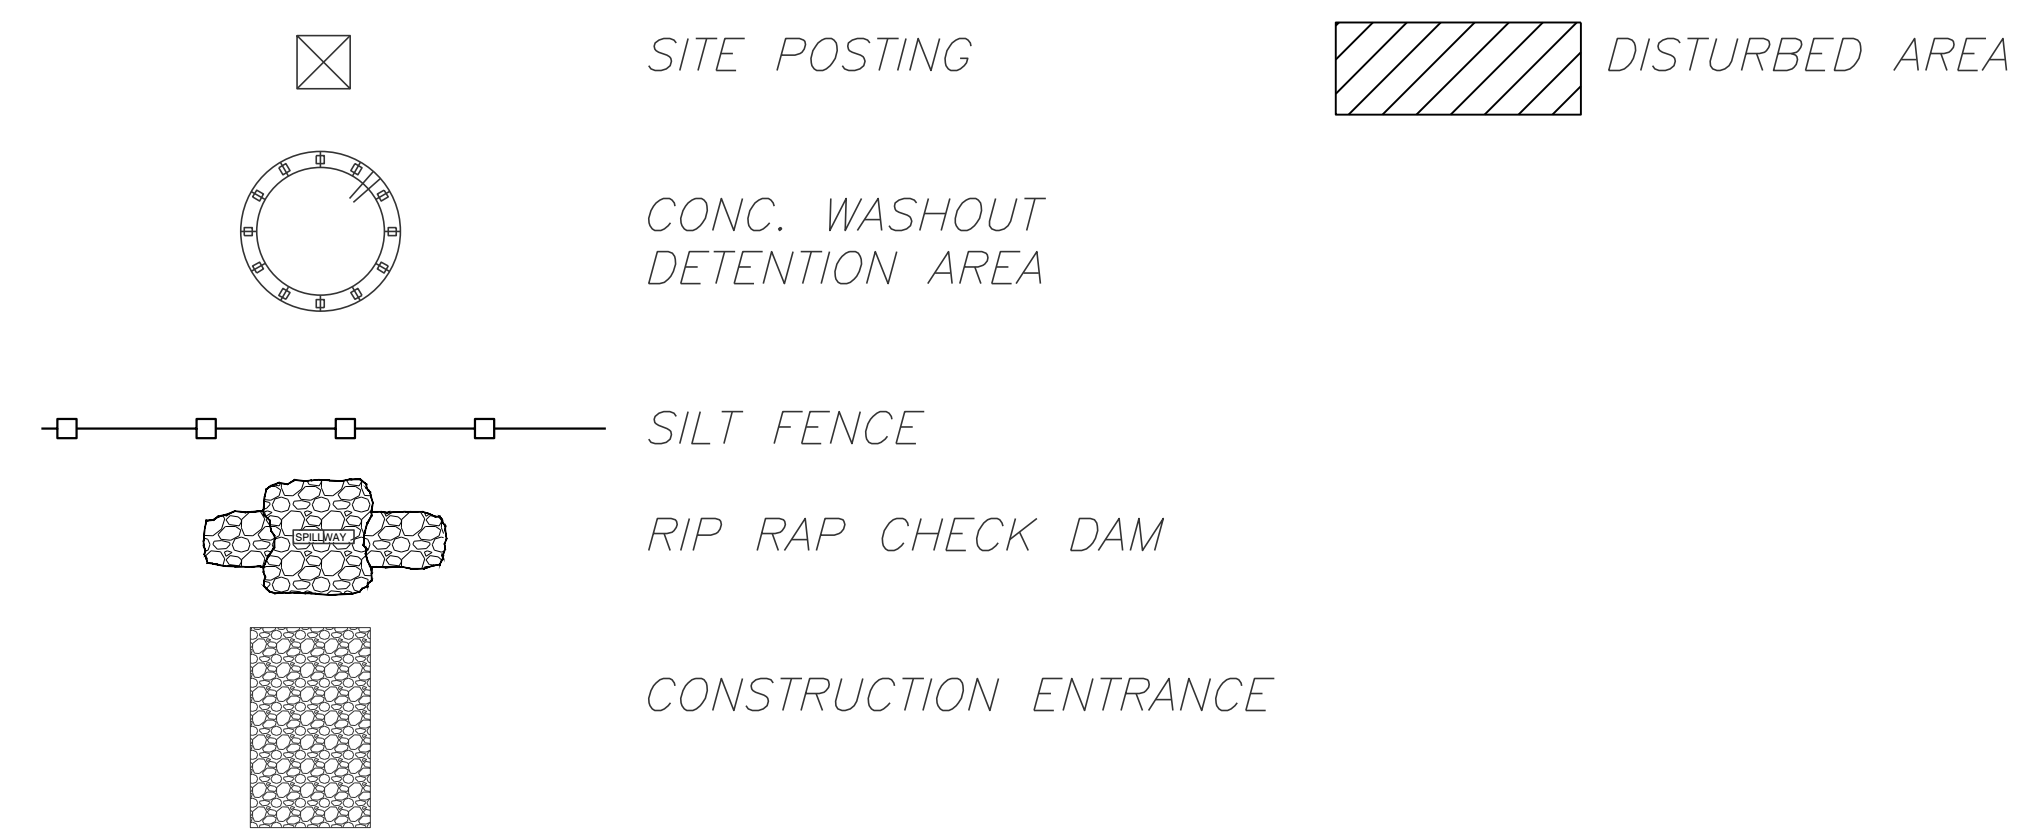 SITE POSTING
DISTURBED AREA
CONC. WASHOUT
DETENTION AREA
SILT FENCE
SPILLWAY
RIP RAP CHECK DAM
CONSTRUCTION ENTRANCE